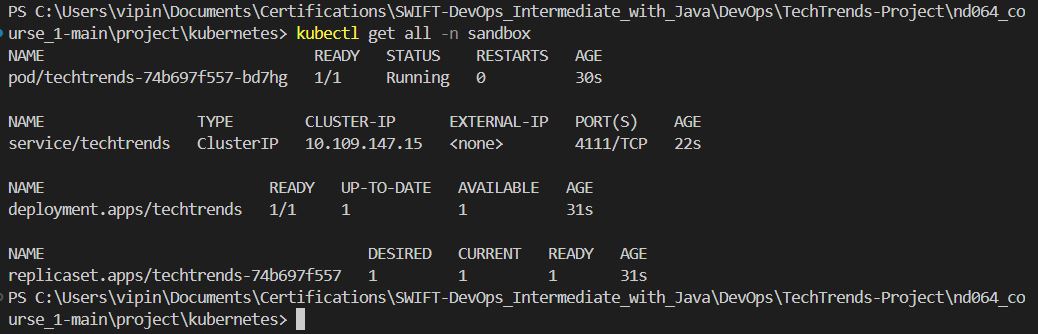 PS C:\Users\vipin\Documents\Certifications\SWIFT-DevOps_Intermediate_with_Java\DevOps\TechTrends-Project\nd064_co
urse_1-main\project\kubernetes> kubectl get all -n sandbox
NAME                              READY   STATUS    RESTARTS   AGE
pod/techtrends-74b697f557-bd7hg   1/1     Running   0          30s
NAME                 TYPE        CLUSTER-IP      EXTERNAL-IP   PORT(S)    AGE
service/techtrends   ClusterIP   10.109.147.15   <none>        4111/TCP   22s
NAME                         READY   UP-TO-DATE   AVAILABLE   AGE
deployment.apps/techtrends   1/1     1            1           31s
NAME                                    DESIRED   CURRENT   READY   AGE
replicaset.apps/techtrends-74b697f557   1         1         1       31s
PS C:\Users\vipin\Documents\Certifications\SWIFT-DevOps_Intermediate_with_Java\DevOps\TechTrends-Project\nd064_co
urse_1-main\project\kubernetes>